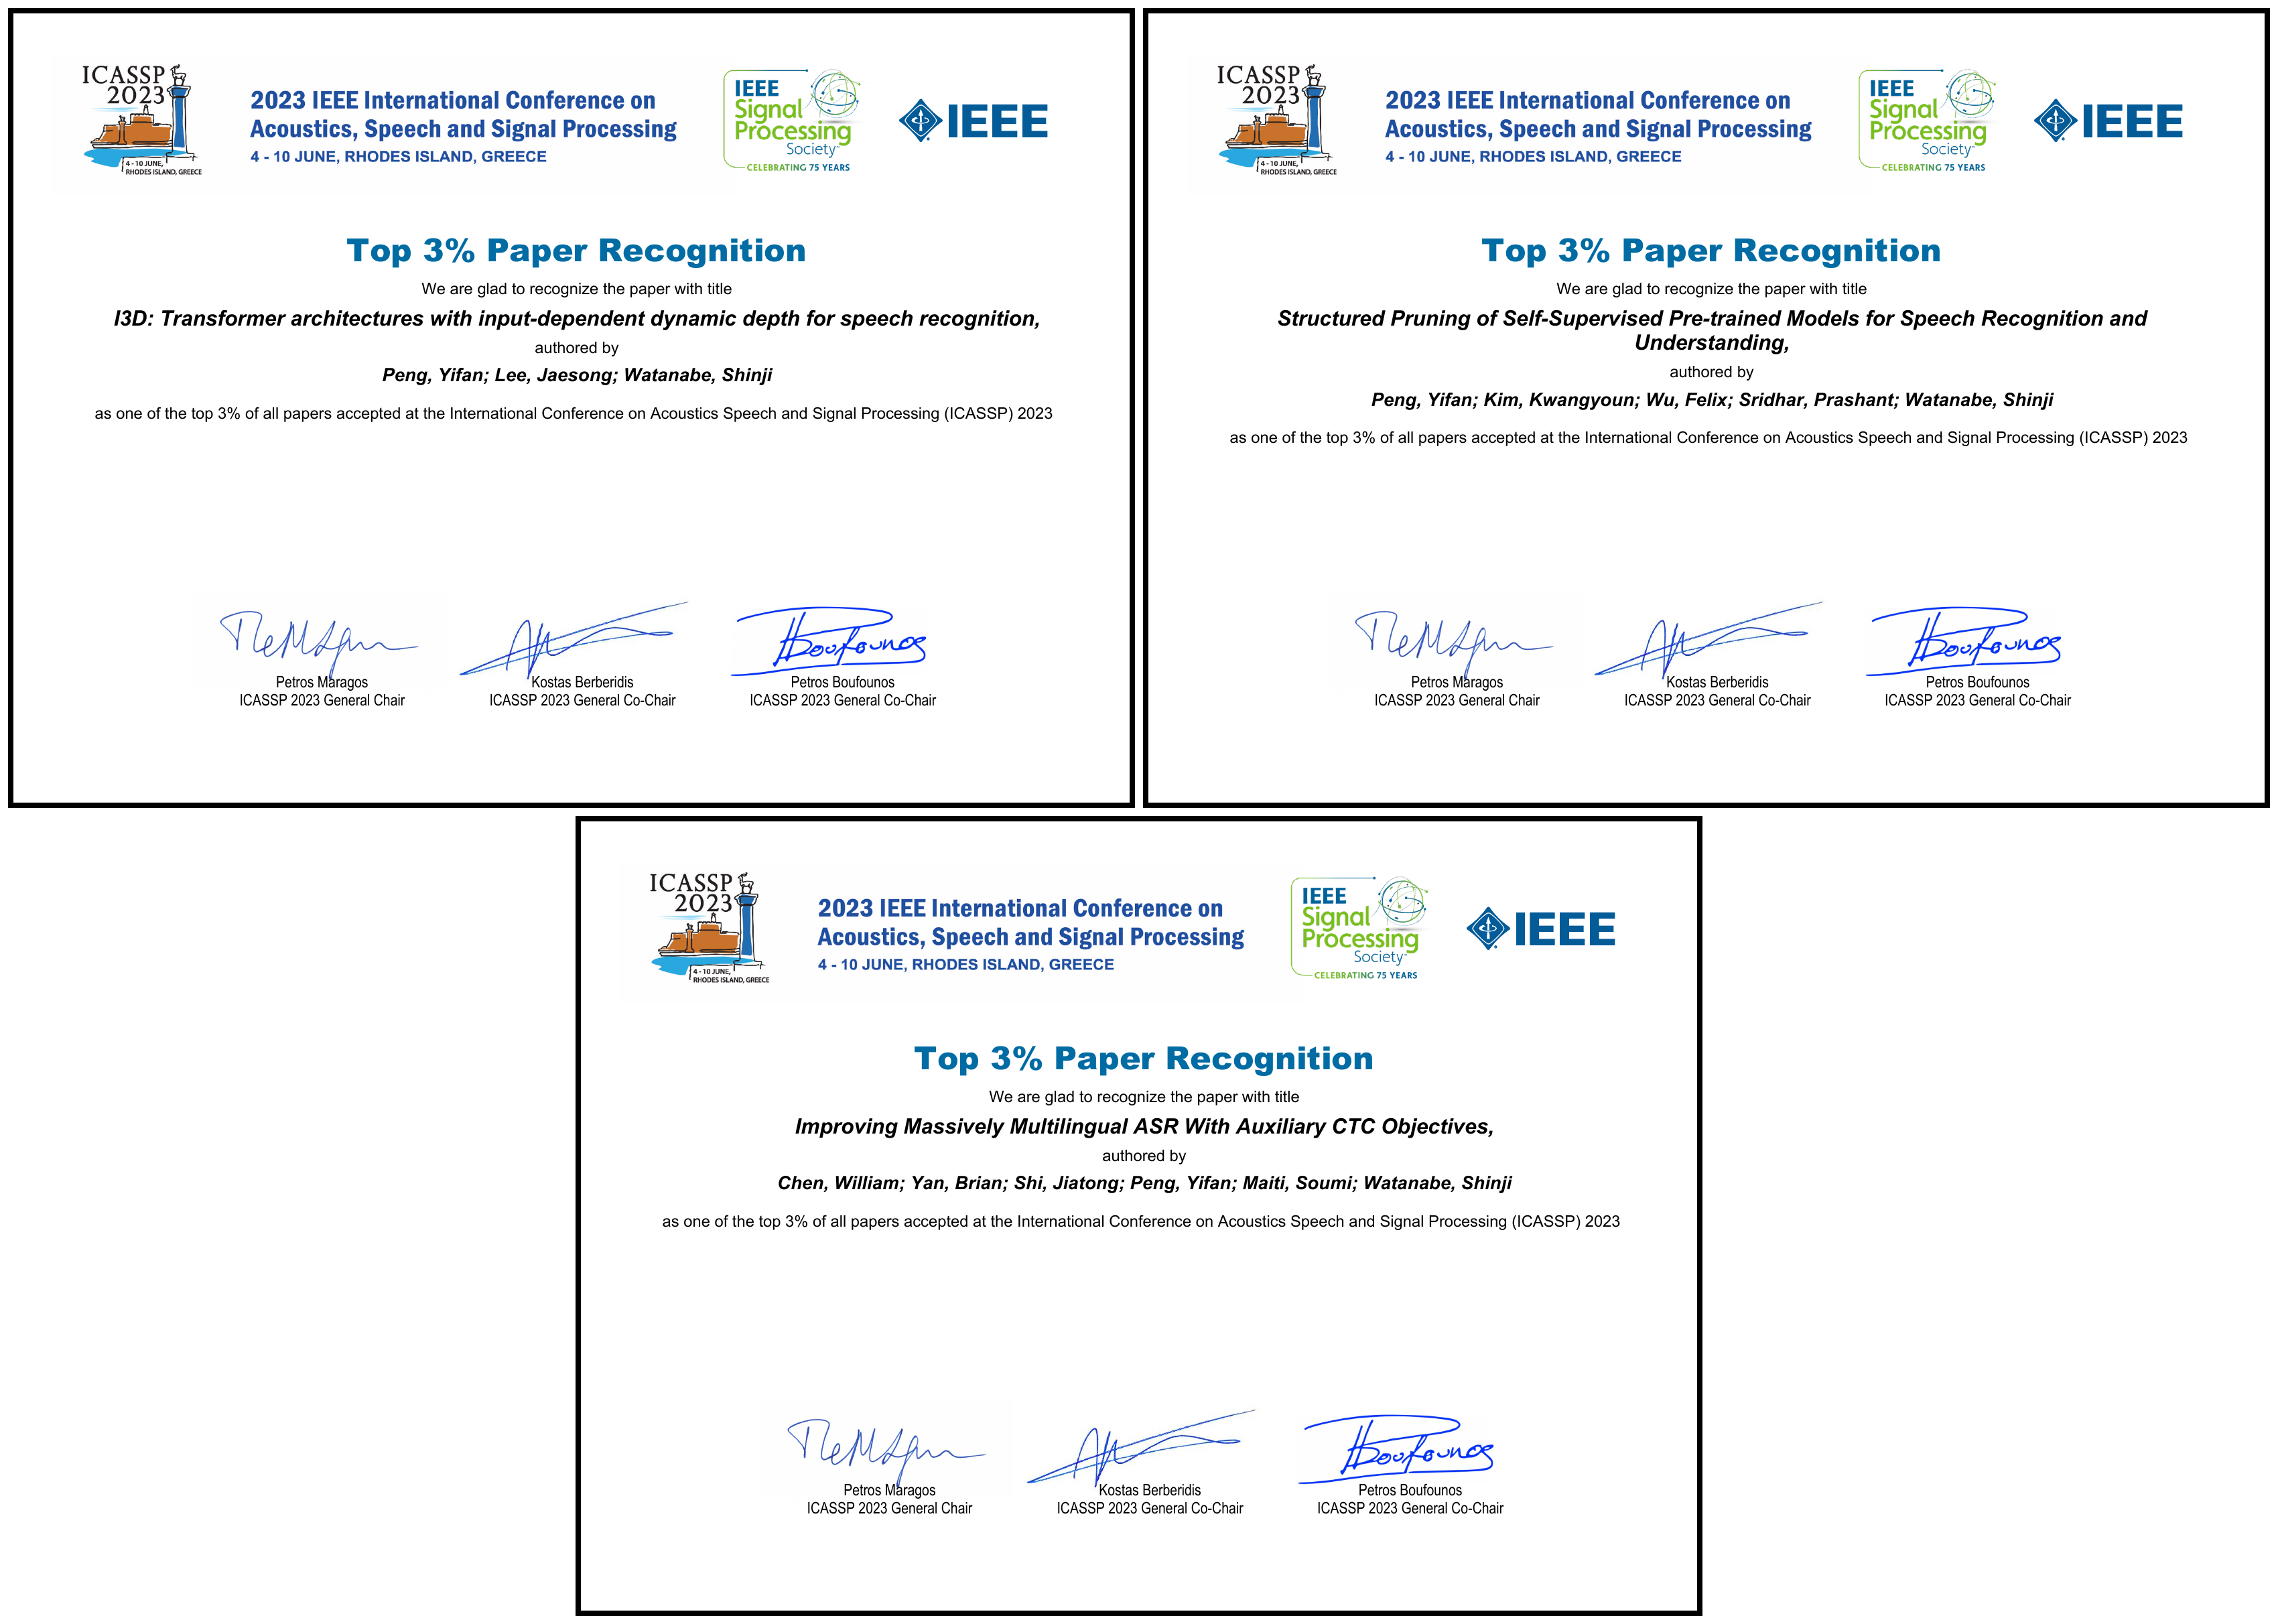 ICASSP
2023
4 - 10 JUNE,
RHODES ISLAND, GREECE
2023 IEEE International Conference on
Acoustics, Speech and Signal Processing
4 - 10 JUNE, RHODES ISLAND, GREECE
IEEE
Signal
Processing
Society
CELEBRATING 75 YEARS
IEEE
Top 3% Paper Recognition
We are glad to recognize the paper with title
I3D: Transformer architectures with input-dependent dynamic depth for speech recognition,
authored by
Peng, Yifan; Lee, Jaesong; Watanabe, Shinji
as one of the top 3% of all papers accepted at the International Conference on Acoustics Speech and Signal Processing (ICASSP) 2023
Petros Maragos
ICASSP 2023 General Chair
Kostas Berberidis
ICASSP 2023 General Co-Chair
Petros Boufounos
ICASSP 2023 General Co-Chair
ICASSP
2023
4 - 10 JUNE,
RHODES ISLAND, GREECE
2023 IEEE International Conference on
Acoustics, Speech and Signal Processing
4 - 10 JUNE, RHODES ISLAND, GREECE
IEEE
Signal
Processing
Society
CELEBRATING 75 YEARS
IEEE
Top 3% Paper Recognition
We are glad to recognize the paper with title
Structured Pruning of Self-Supervised Pre-trained Models for Speech Recognition and
Understanding,
authored by
Peng, Yifan; Kim, Kwangyoun; Wu, Felix; Sridhar, Prashant; Watanabe, Shinji
as one of the top 3% of all papers accepted at the International Conference on Acoustics Speech and Signal Processing (ICASSP) 2023
Petros Maragos
ICASSP 2023 General Chair
Kostas Berberidis
ICASSP 2023 General Co-Chair
Petros Boufounos
ICASSP 2023 General Co-Chair
ICASSP
2023
4 - 10 JUNE,
RHODES ISLAND, GREECE
2023 IEEE International Conference on
Acoustics, Speech and Signal Processing
4 - 10 JUNE, RHODES ISLAND, GREECE
IEEE
Signal
Processing
Society
CELEBRATING 75 YEARS
IEEE
Top 3% Paper Recognition
We are glad to recognize the paper with title
Improving Massively Multilingual ASR With Auxiliary CTC Objectives,
authored by
Chen, William; Yan, Brian; Shi, Jiatong; Peng, Yifan; Maiti, Soumi; Watanabe, Shinji
as one of the top 3% of all papers accepted at the International Conference on Acoustics Speech and Signal Processing (ICASSP) 2023
Petros Maragos
ICASSP 2023 General Chair
Kostas Berberidis
ICASSP 2023 General Co-Chair
Petros Boufounos
ICASSP 2023 General Co-Chair